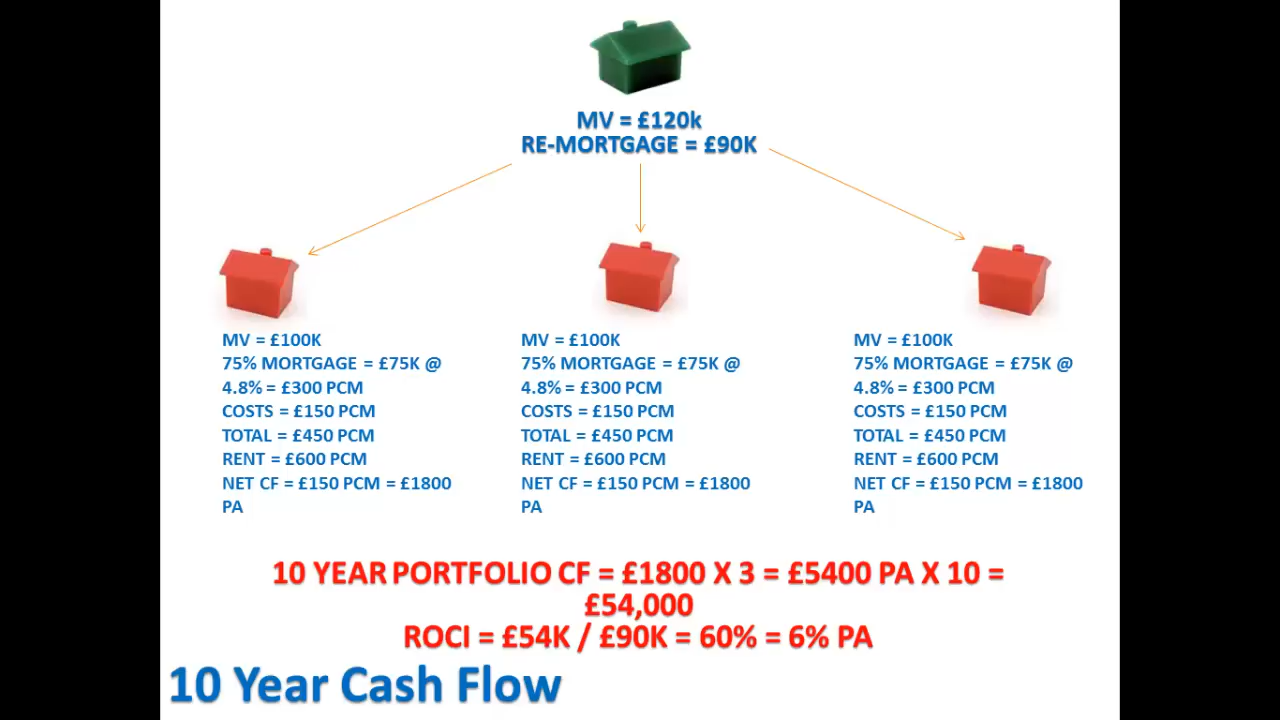 MV = £120k
RE-MORTGAGE = £90K
MV = £100K
75% MORTGAGE = £75K @
4.8% = £300 PCM
COSTS = £150 PCM
TOTAL = £450 PCM
RENT = £600 PCM
NET CF = £150 PCM = £1800
PA
MV = £100K
75% MORTGAGE = £75K @
4.8% = £300 PCM
COSTS = £150 PCM
TOTAL = £450 PCM
RENT = £600 PCM
NET CF = £150 PCM = £1800
PA
MV = £100K
75% MORTGAGE = £75K @
4.8% = £300 PCM
COSTS = £150 PCM
TOTAL = £450 PCM
RENT = £600 PCM
NET CF = £150 PCM = £1800
PA
10 YEAR PORTFOLIO CF = £1800 X 3 = £5400 PA X 10 =
£54,000
ROCI = £54K / £90K = 60% = 6% PA
10 Year Cash Flow